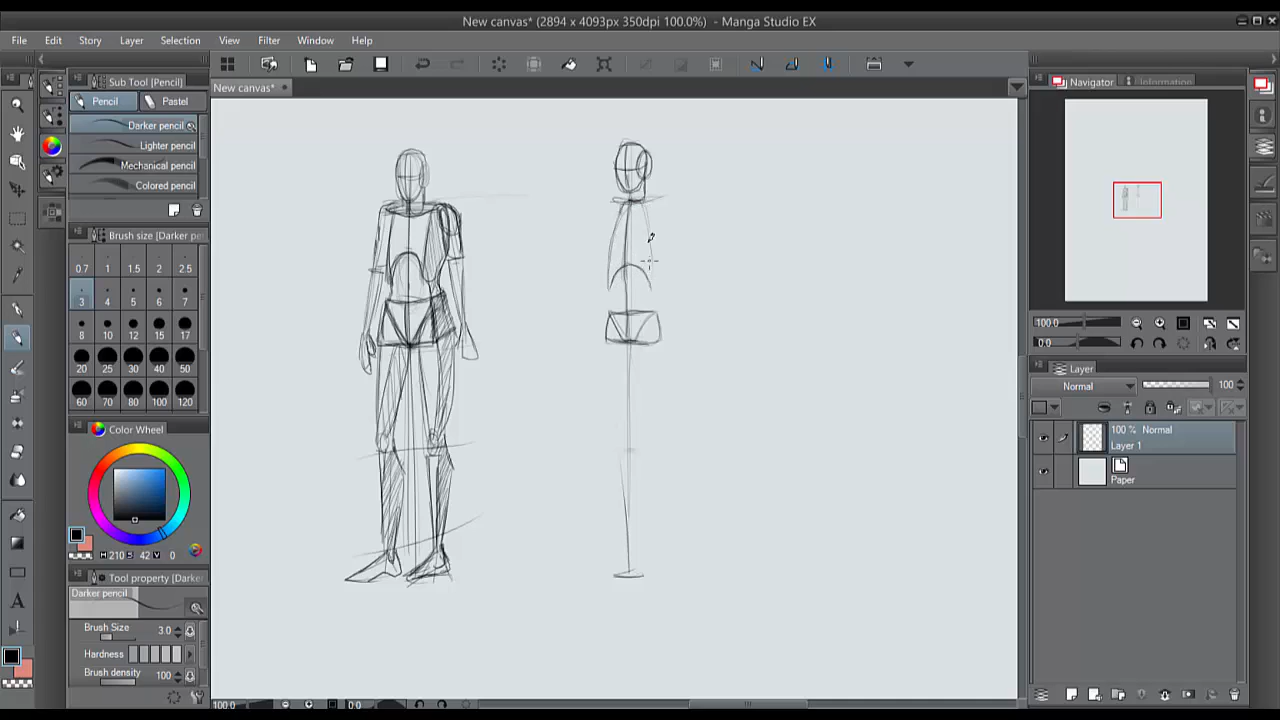 New canvas* (2894 x 4093px 350dpi 100.0%) - Manga Studio EX
File Edit Story Layer Selection View Filter Window Help
Sub Tool [Pencil]
Pencil Pastel
Darker pencil
Lighter pencil
Mechanical pencil
Colored pencil
Brush size [Darker pe
0.7 1 1.5 2 2.5
3 4 5 6 7
8 10 12 15 17
20 25 30 40 50
60 70 80 100 120
Color Wheel
H 210 S 42 V 0
Tool property [Darker
Darker pencil
Brush Size 3.0
Hardness
Brush density 100
A
New canvas*
100.0 0.0
Navigator Information
100.0
0.0
Layer
Normal 100
100 % Normal
Layer 1
Paper